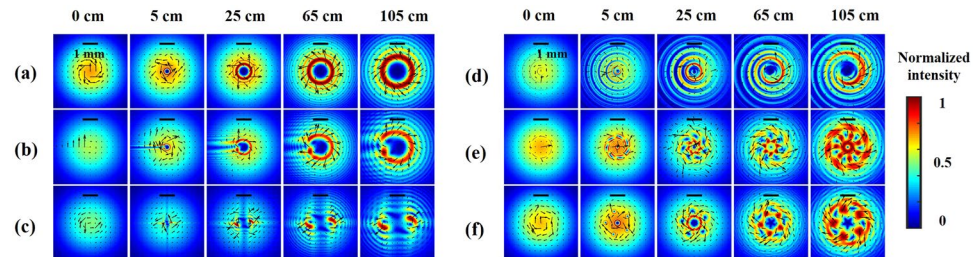 0 cm 5 cm 25 cm 65 cm 105 cm 0 cm 5 cm 25 cm 65 cm 105 cm
(a) 1 mm (d) 1 mm Normalized
intensity
(b) (e) 1
0.5
(c) (f) 0